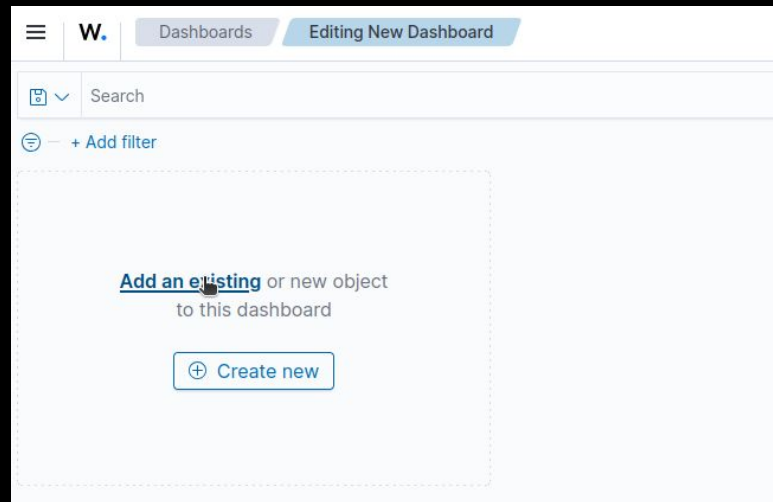 W. Dashboards Editing New Dashboard
Search
+ Add filter
Add an existing or new object
to this dashboard
Create new